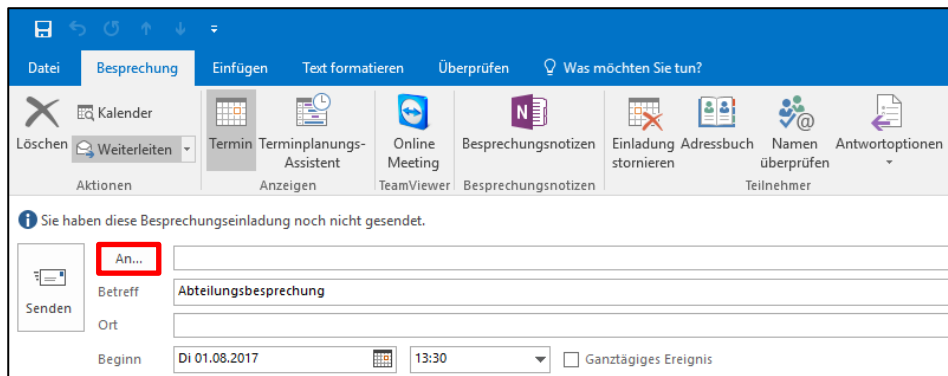 Datei Besprechung Einfügen Text formatieren Überprüfen Was möchten Sie tun?
Löschen Kalender Weiterleiten Termin Terminplanungs-Assistent Online Meeting Besprechungsnotizen Einladung stornieren Adressbuch Namen überprüfen Antwortoptionen
Aktionen Anzeigen TeamViewer Besprechungsnotizen Teilnehmer
Sie haben diese Besprechungseinladung noch nicht gesendet.
Senden
An...
Betreff Abteilungsbesprechung
Ort
Beginn Di 01.08.2017 13:30 Ganztägiges Ereignis